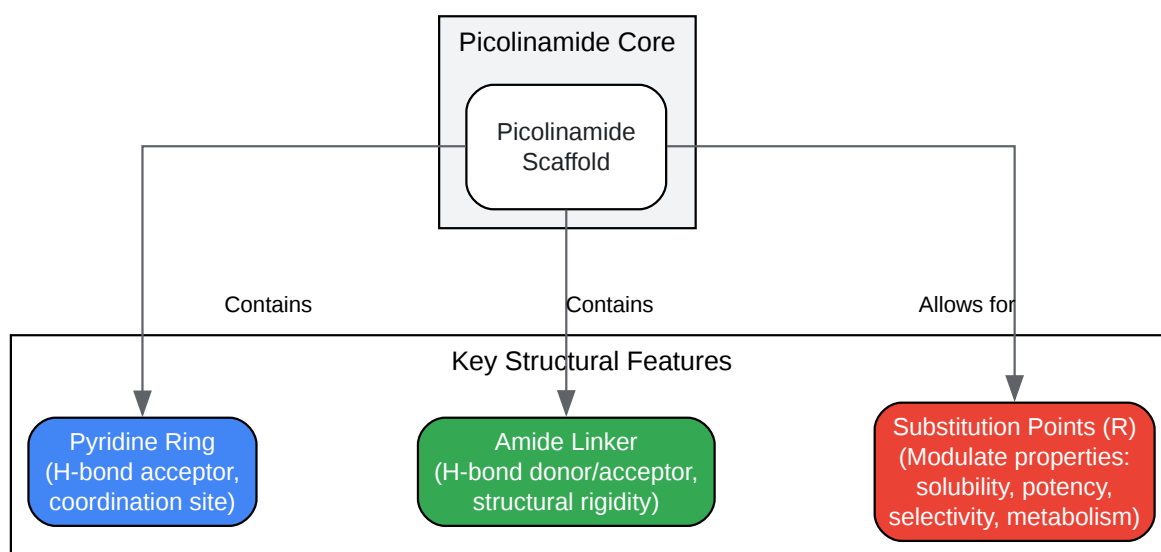 Picolinamide Core
Picolinamide
Scaffold
Contains
Contains
Allows for
Key Structural Features
Pyridine Ring
(H-bond acceptor,
coordination site)
Amide Linker
(H-bond donor/acceptor,
structural rigidity)
Substitution Points (R)
(Modulate properties:
solubility, potency,
selectivity, metabolism)